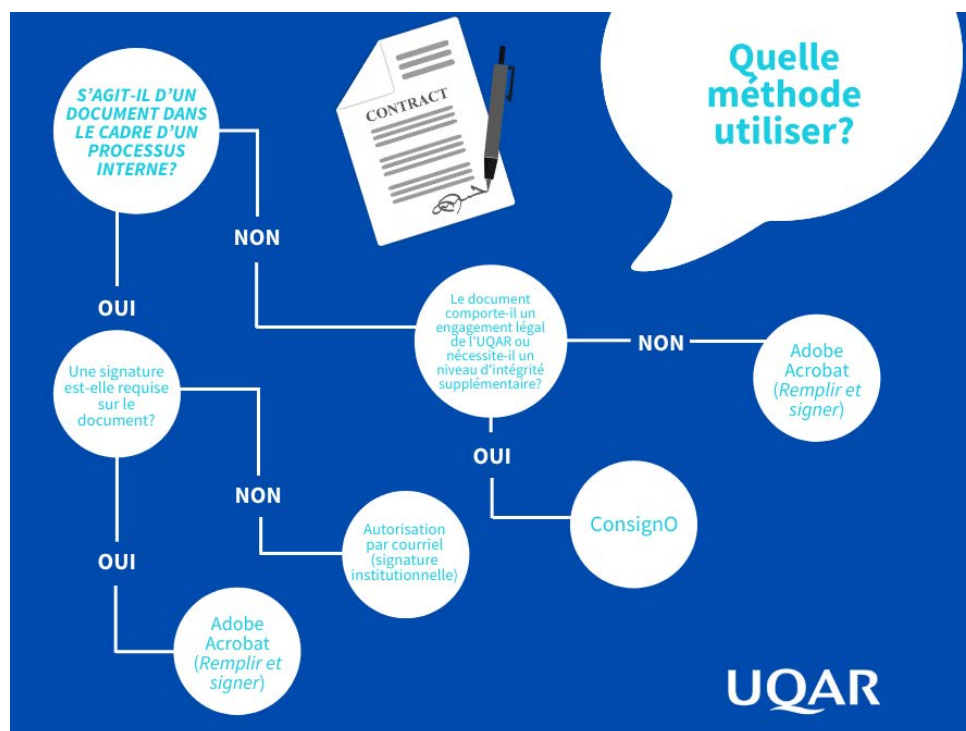 Quelle
méthode
utiliser?
CONTRACT
S'AGIT-IL D'UN
DOCUMENT DANS
LE CADRE D'UN
PROCESSUS
INTERNE?
NON
OUI
Le document
comporte-il un
engagement légal
de l'UQAR ou
nécessite-il un
niveau d'intégrité
supplémentaire?
NON
Adobe
Acrobat
(Remplir et
signer)
OUI
ConsignO
Une signature
est-elle requise
sur le
document?
NON
Autorisation
par courriel
(signature
institutionnelle)
OUI
Adobe
Acrobat
(Remplir et
signer)
UQAR